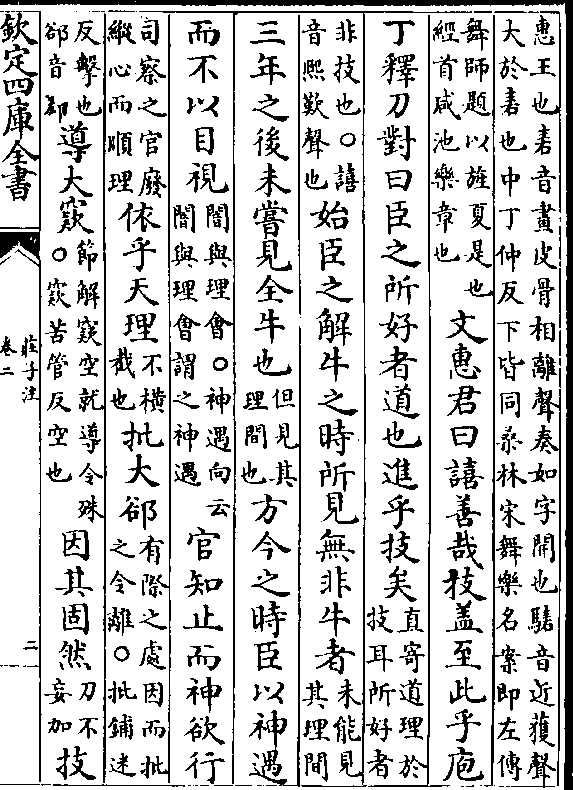 惠王也砉音畫皮骨相離聲奏如字聞也騞音近獲聲
大於砉也中丁仲反下皆同桑林宋舞樂名案即左傳
舞師題以旌夏是也
經首咸池樂章也
文惠君曰譆善哉技盖至此乎庖
丁釋刀對曰臣之所好者道也進乎技矣
直寄道理於
技耳所好者
非技也○譆
音熈歎聲也
始臣之解牛之時所見無非牛者
未能見
其理間
三年之後未嘗見全牛也
但見其
理間也
方今之時臣以神遇
而不以目視
闇與理會○神遇向云
闇與理會謂之神遇
官知止而神欲行
司察之官廢
縱心而順理
依乎天理
不橫
截也
批大郤
有際之處因而批
之令離○批鋪迷
反擊也
郤音
導大窾
節解窾空就導令殊
○窾苦管反空也
因其固然
刀不
妄加
技
欽定四庫全書
莊子注
卷二
二